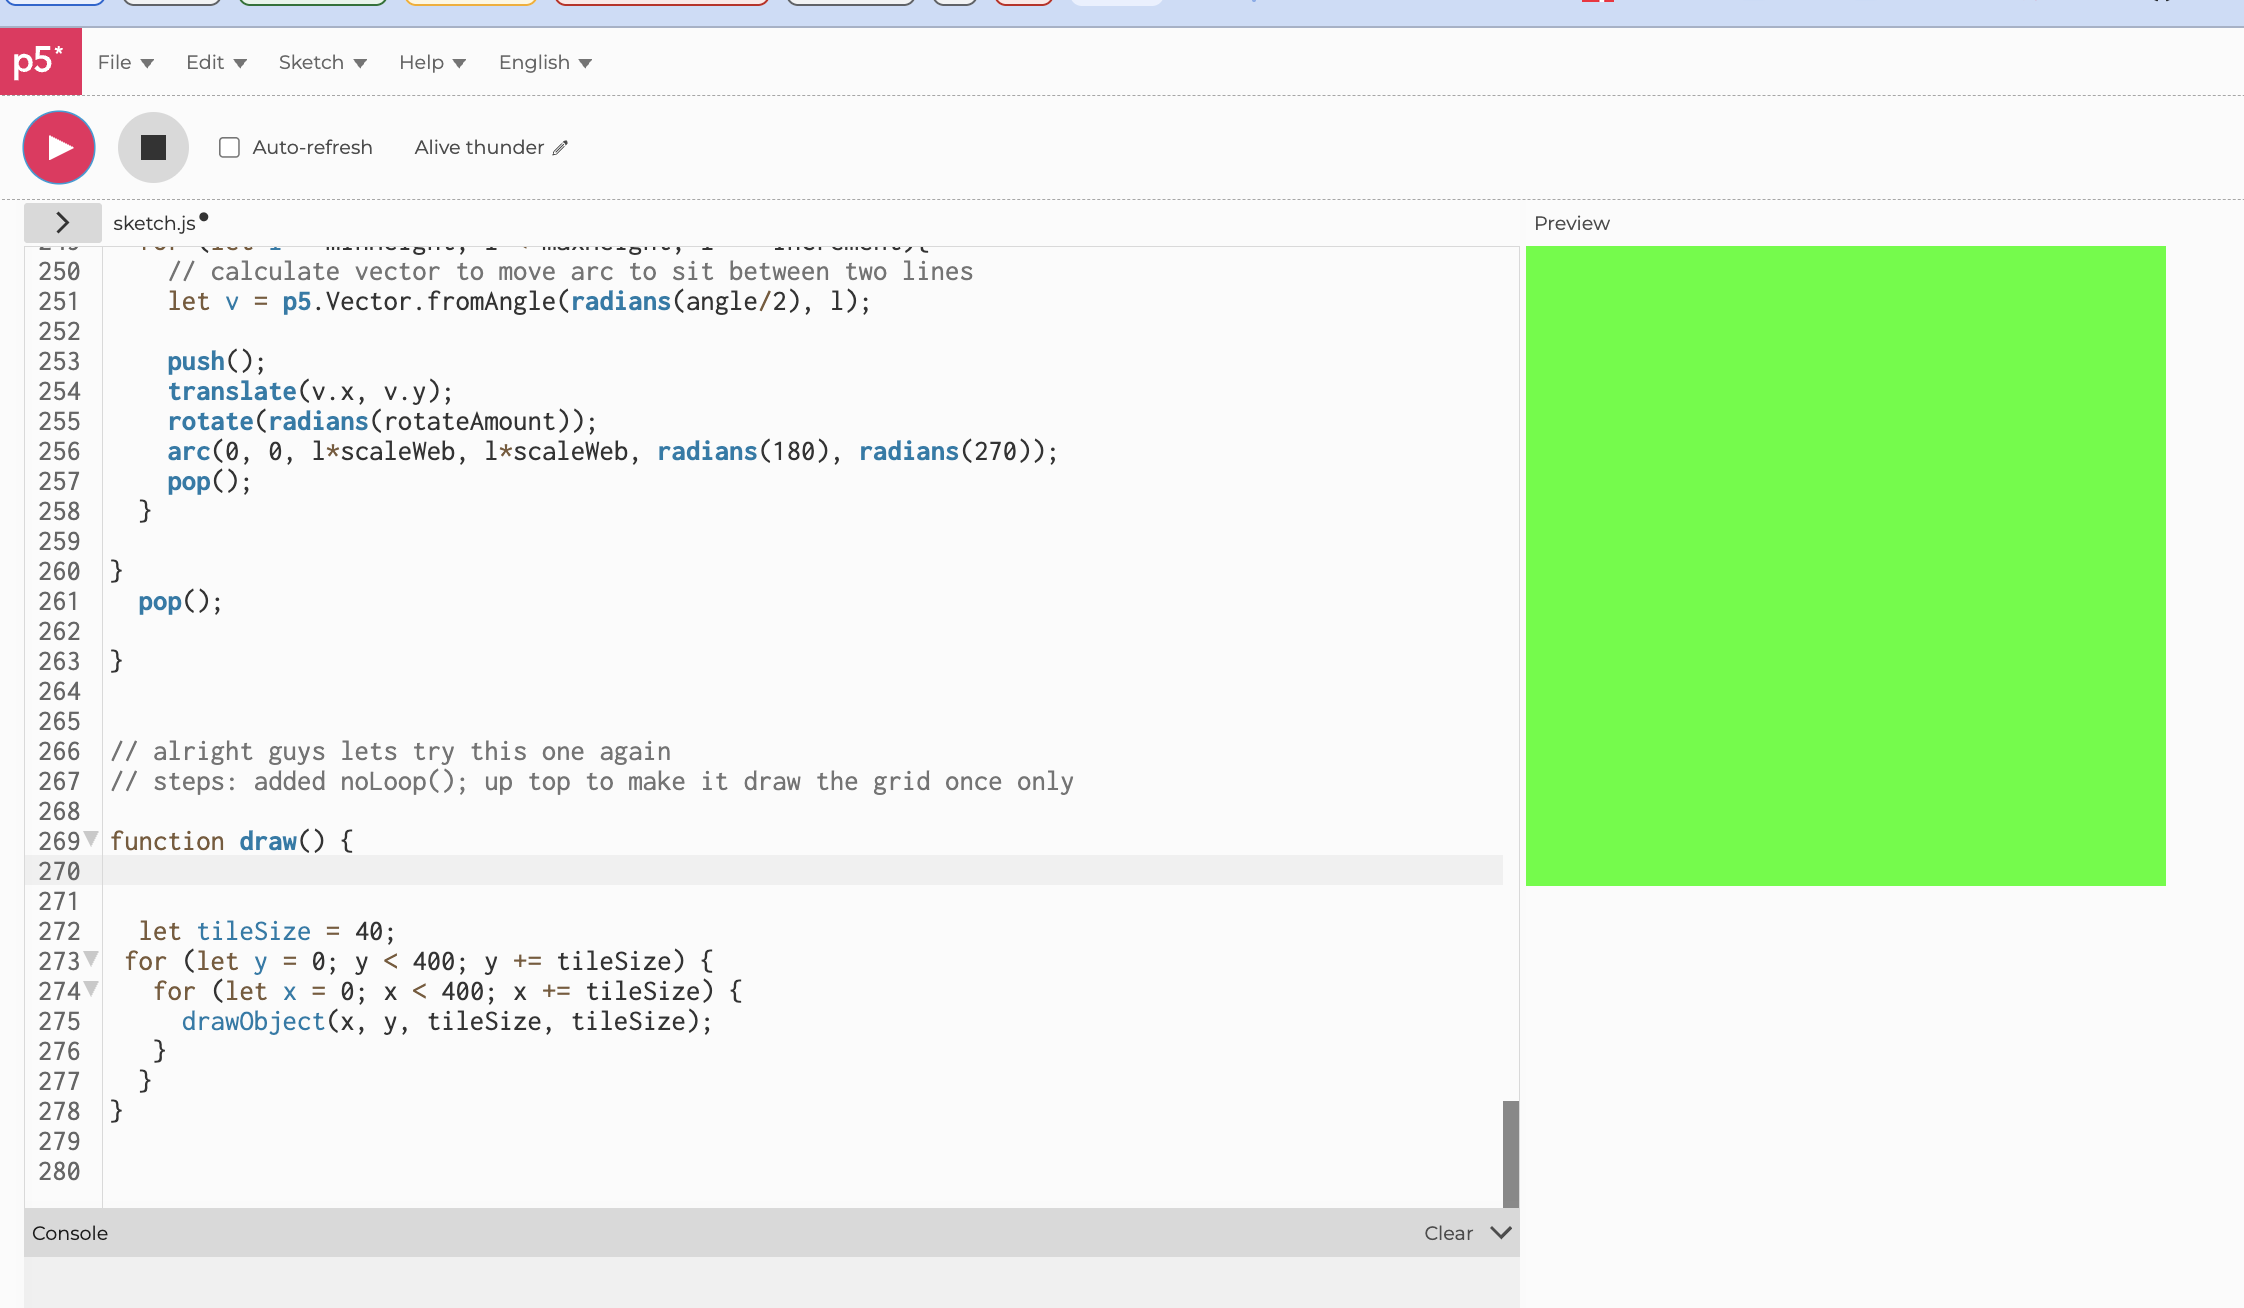 p5*
File Edit Sketch Help English
Auto-refresh Alive thunder
sketch.js Preview
250 // calculate vector to move arc to sit between two lines
251 let v = p5.Vector.fromAngle(radians(angle/2), l);
252
253 push();
254 translate(v.x, v.y);
255 rotate(radians(rotateAmount));
256 arc(0, 0, l*scaleWeb, l*scaleWeb, radians(180), radians(270));
257 pop();
258 }
259
260 }
261 pop();
262
263 }
264
265
266 // alright guys lets try this one again
267 // steps: added noLoop(); up top to make it draw the grid once only
268
269 function draw() {
270
271
272 let tileSize = 40;
273 for (let y = 0; y < 400; y += tileSize) {
274 for (let x = 0; x < 400; x += tileSize) {
275 drawObject(x, y, tileSize, tileSize);
276 }
277 }
278 }
279
280
Console Clear